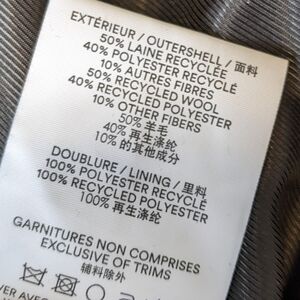 EXTÉRIEUR / OUTERSHELL / 面料
50% LAINE RECYCLÉE
40% POLYESTER RECYCLÉ
10% AUTRES FIBRES
50% RECYCLED WOOL
40% RECYCLED POLYESTER
10% OTHER FIBERS
50% 羊毛
40% 再生涤纶
10% 的其他成分
DOUBLURE / LINING / 里料
100% POLYESTER RECYCLÉ
100% RECYCLED POLYESTER
100% 再生涤纶
GARNITURES NON COMPRISES
EXCLUSIVE OF TRIMS
辅料除外
AVEC